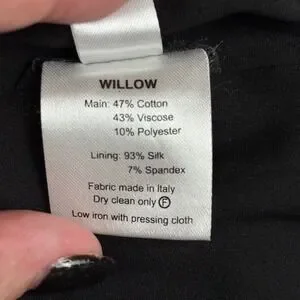 WILLOW
Main: 47% Cotton
43% Viscose
10% Polyester
Lining: 93% Silk
7% Spandex
Fabric made in Italy
Dry clean only Ⓕ
Low iron with pressing cloth